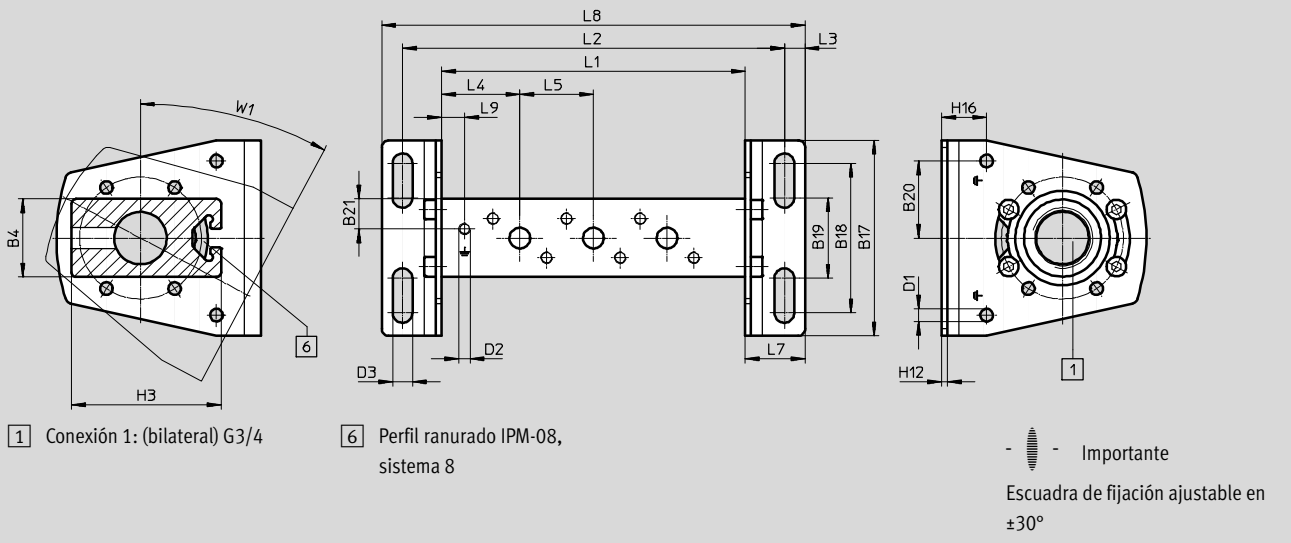 L8
L2
L3
L1
L4
L5
W1
L9
H16
B21
B4
B19
B18
B17
B20
D1
6
D2
L7
D3
H12
1
H3
1 Conexión 1: (bilateral) G3/4
6 Perfil ranurado IPM-08,
sistema 8
- - Importante
Escuadra de fijación ajustable en
±30°